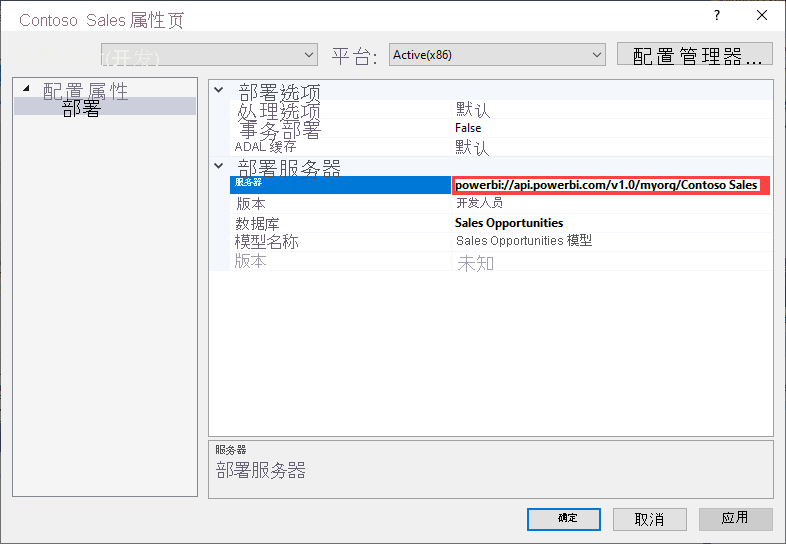 Contoso Sales 属性页
?
(开发)
平台:
Active(x86)
配置管理器...
配置属性
部署
部署选项
处理选项 默认
事务部署 False
ADAL 缓存 默认
部署服务器
服务器 powerbi://api.powerbi.com/v1.0/myorq/Contoso Sales
版本 开发人员
数据库 Sales Opportunities
模型名称 Sales Opportunities 模型
版本 未知
服务器
部署服务器
确定 取消 应用